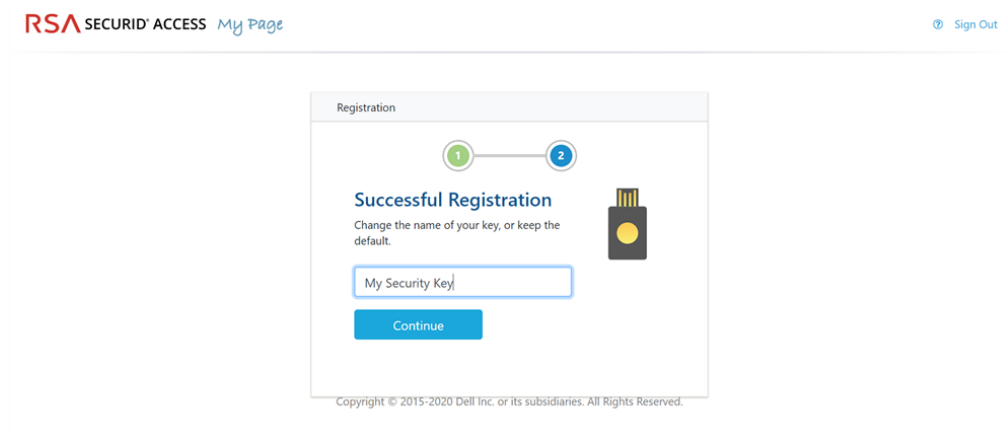 RSA SECURID® ACCESS My Page
? Sign Out
Registration
1 2
Successful Registration
Change the name of your key, or keep the
default.
My Security Key
Continue
Copyright © 2015-2020 Dell Inc. or its subsidiaries. All Rights Reserved.